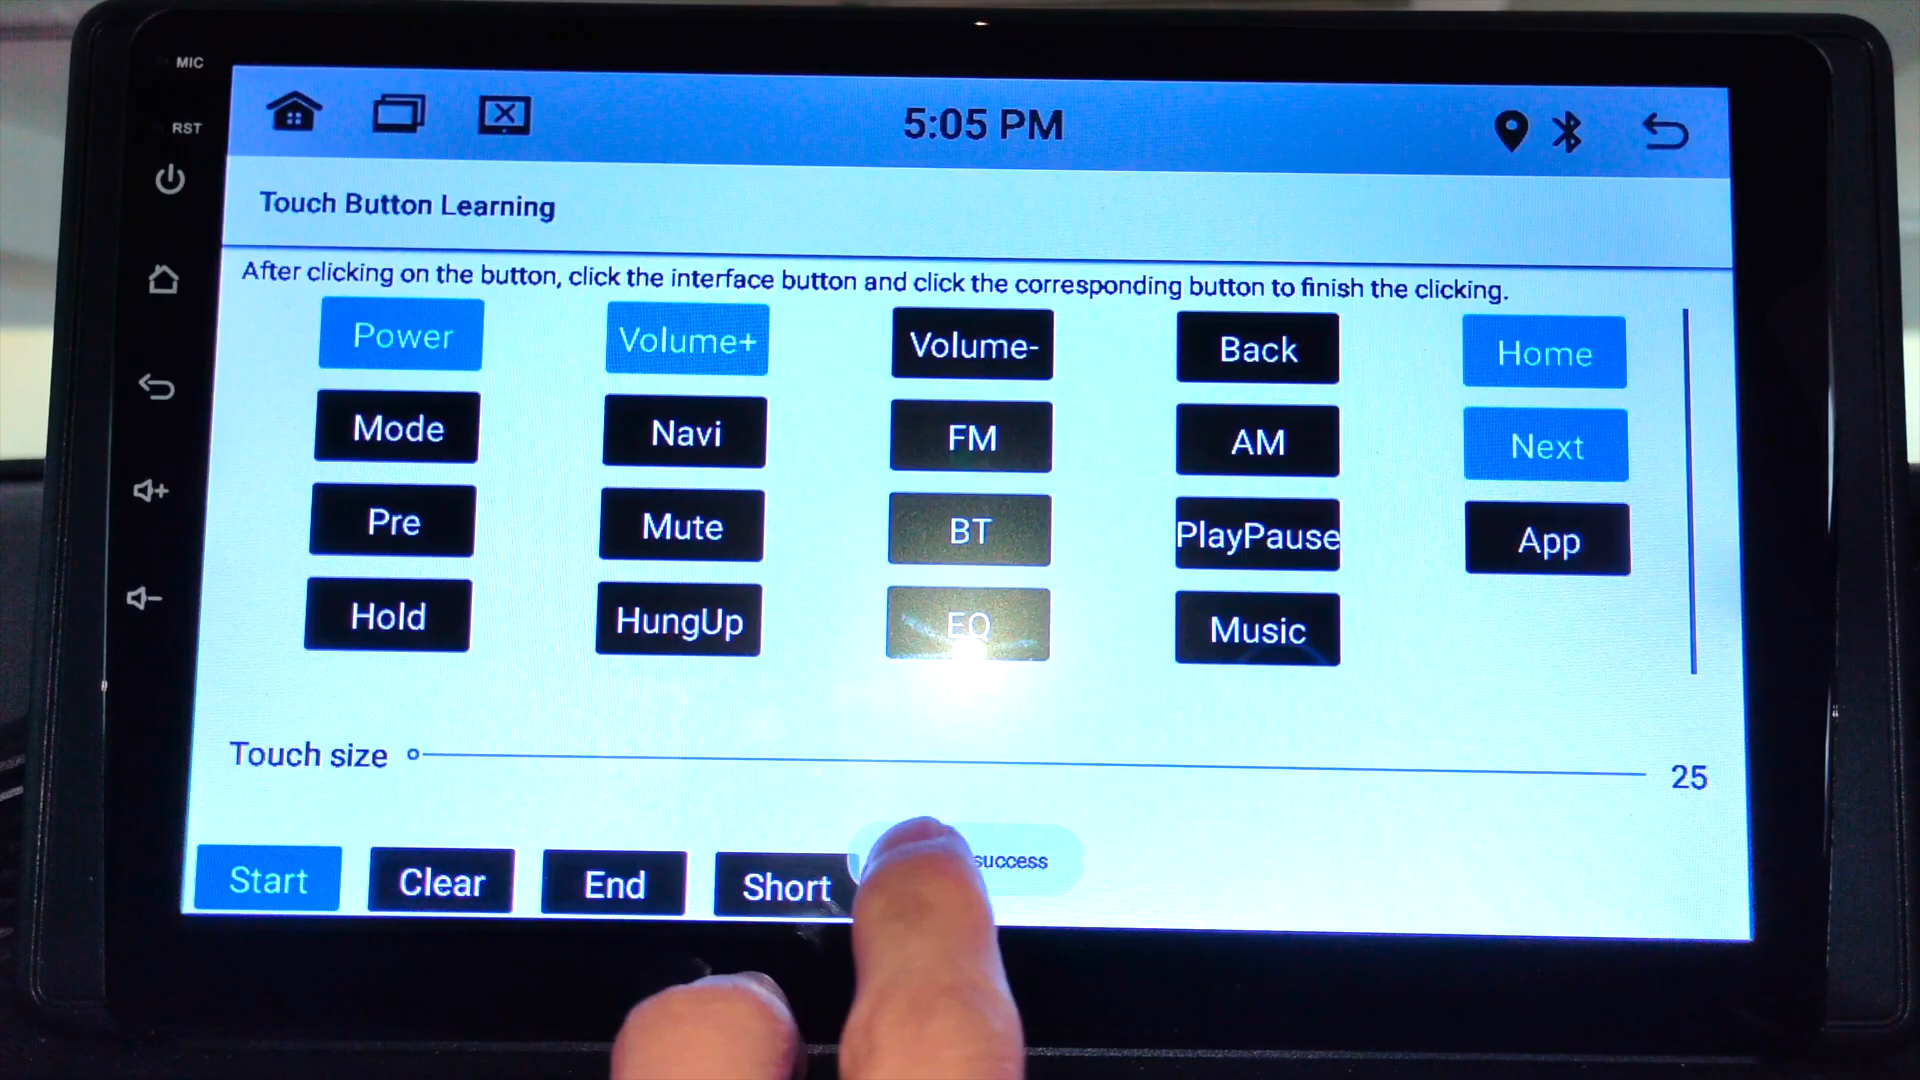 MIC
RST
5:05 PM
Touch Button Learning
After clicking on the button, click the interface button and click the corresponding button to finish the clicking.
Power Volume+ Volume- Back Home
Mode Navi FM AM Next
Pre Mute BT PlayPause App
Hold HungUp EQ Music
Touch size 25
success
Start Clear End Short